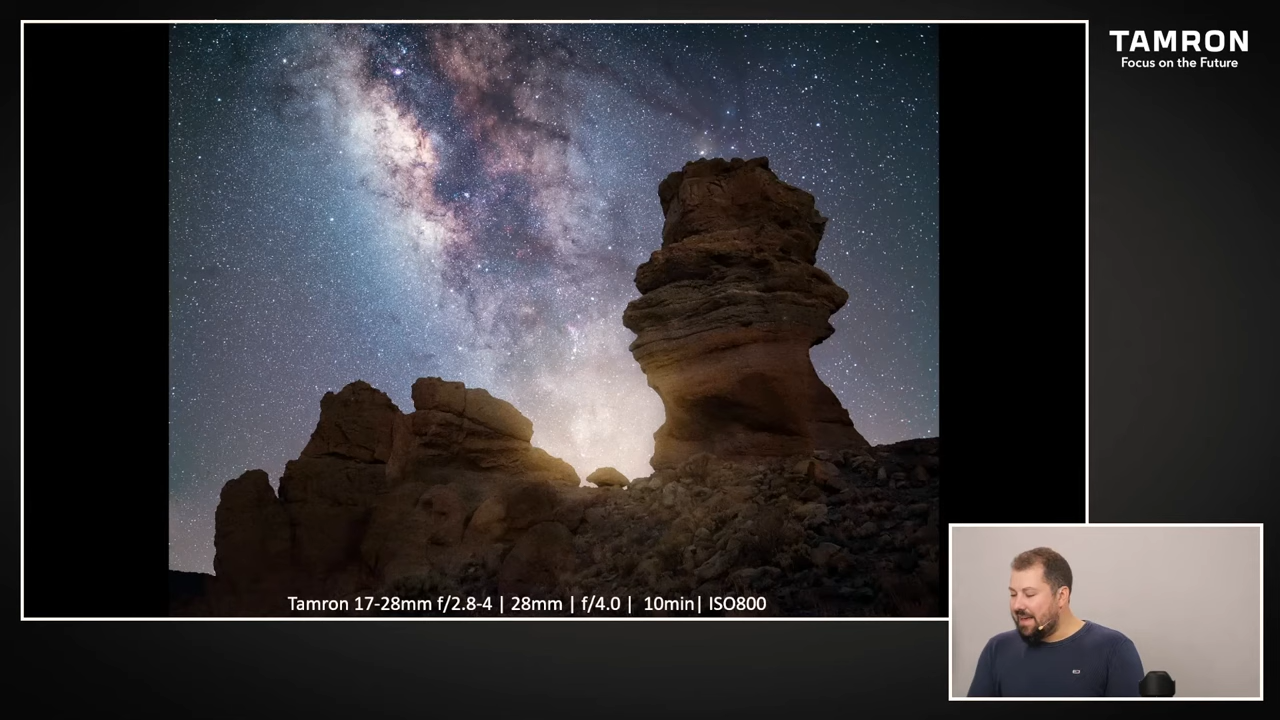 TAMRON
Focus on the Future
Tamron 17-28mm f/2.8-4 | 28mm | f/4.0 | 10min| ISO800